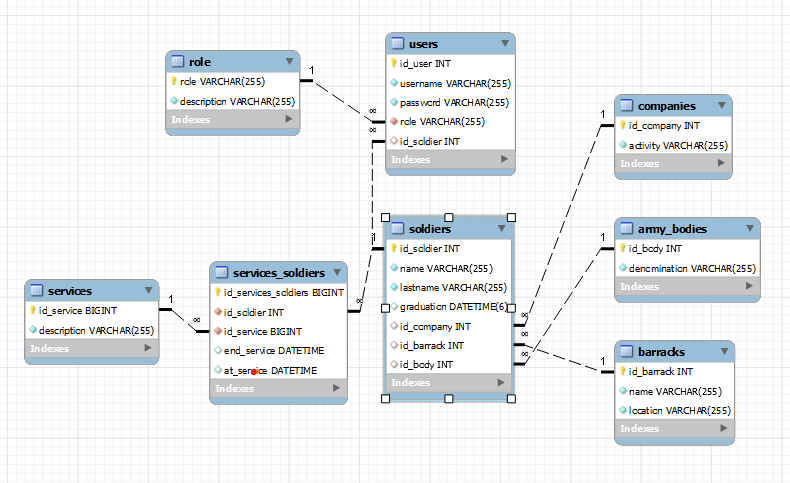 role
role VARCHAR(255)
description VARCHAR(255)
Indexes
1
users
id_user INT
username VARCHAR(255)
password VARCHAR(255)
role VARCHAR(255)
id_soldier INT
Indexes
∞
∞
companies
id_company INT
activity VARCHAR(255)
Indexes
1
soldiers
id_soldier INT
name VARCHAR(255)
lastname VARCHAR(255)
graduation DATETIME(6)
id_company INT
id_barrack INT
id_body INT
Indexes
1
∞
∞
∞
army_bodies
id_body INT
denomination VARCHAR(255)
Indexes
1
services
id_service BIGINT
description VARCHAR(255)
Indexes
1
services_soldiers
id_services_soldiers BIGINT
id_soldier INT
id_service BIGINT
end_service DATETIME
at_service DATETIME
Indexes
∞
∞
barracks
id_barrack INT
name VARCHAR(255)
location VARCHAR(255)
Indexes
1